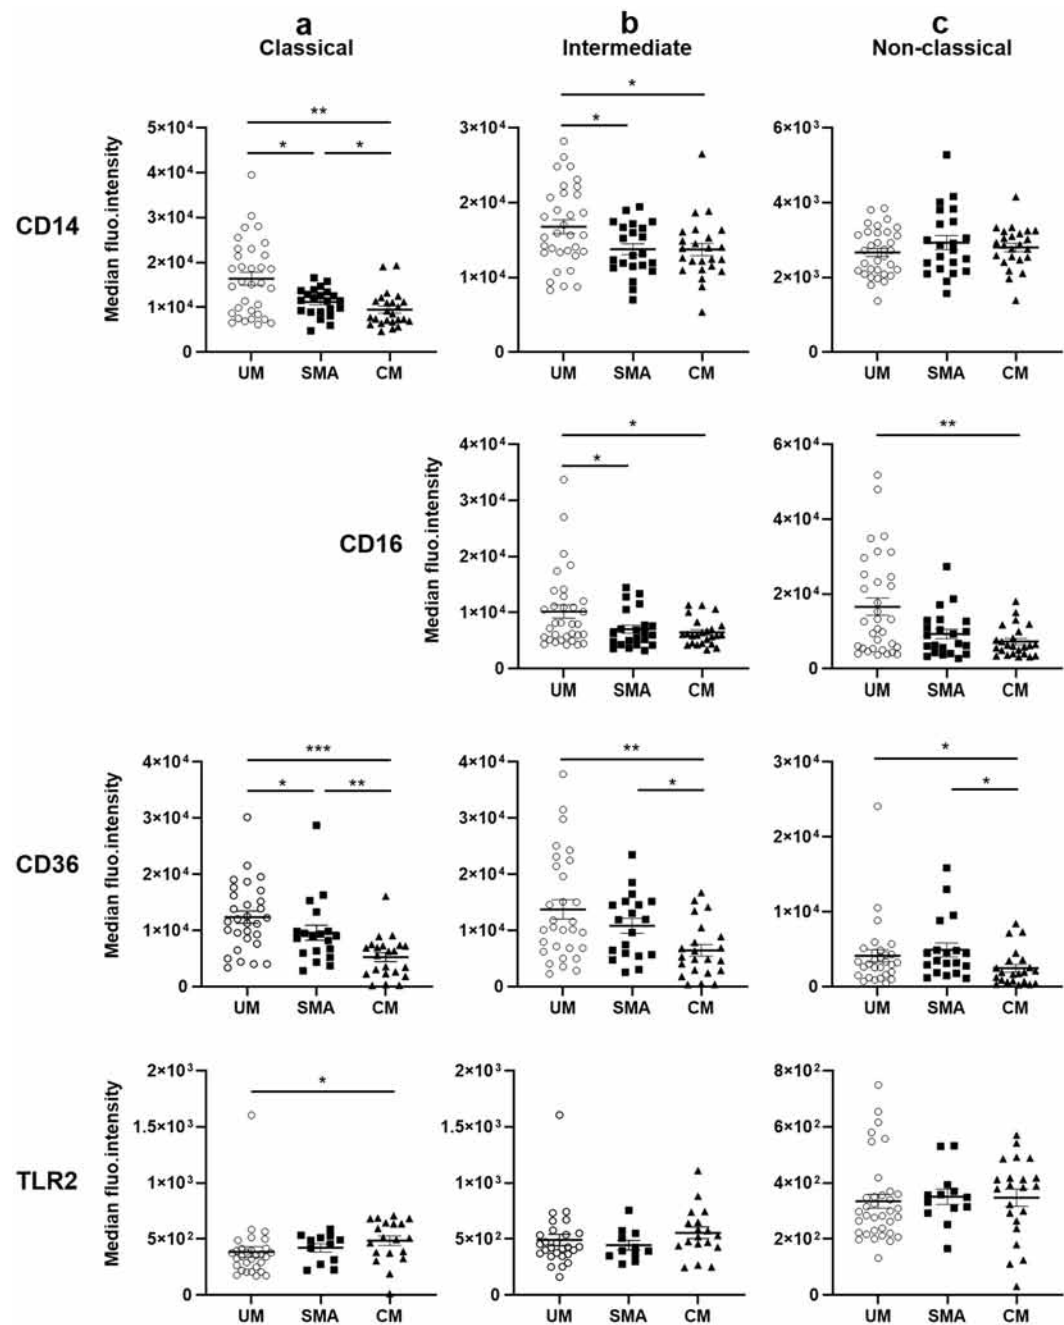 a b c
Classical Intermediate Non-classical
CD14
Median fluo.intensity
5×10⁴
4×10⁴
3×10⁴
2×10⁴
1×10⁴
0
** * *
UM SMA CM
3×10⁴
2×10⁴
1×10⁴
0
* *
UM SMA CM
6×10³
4×10³
2×10³
0
UM SMA CM
CD16
Median fluo.intensity
4×10⁴
3×10⁴
2×10⁴
1×10⁴
0
* *
UM SMA CM
6×10⁴
4×10⁴
2×10⁴
0
**
UM SMA CM
CD36
Median fluo.intensity
4×10⁴
3×10⁴
2×10⁴
1×10⁴
0
*** * **
UM SMA CM
4×10⁴
3×10⁴
2×10⁴
1×10⁴
0
** *
UM SMA CM
3×10⁴
2×10⁴
1×10⁴
0
* *
UM SMA CM
TLR2
Median fluo.intensity
2×10³
1.5×10³
1×10³
5×10²
0
*
UM SMA CM
2×10³
1.5×10³
1×10³
5×10²
0
UM SMA CM
8×10²
6×10²
4×10²
2×10²
0
UM SMA CM